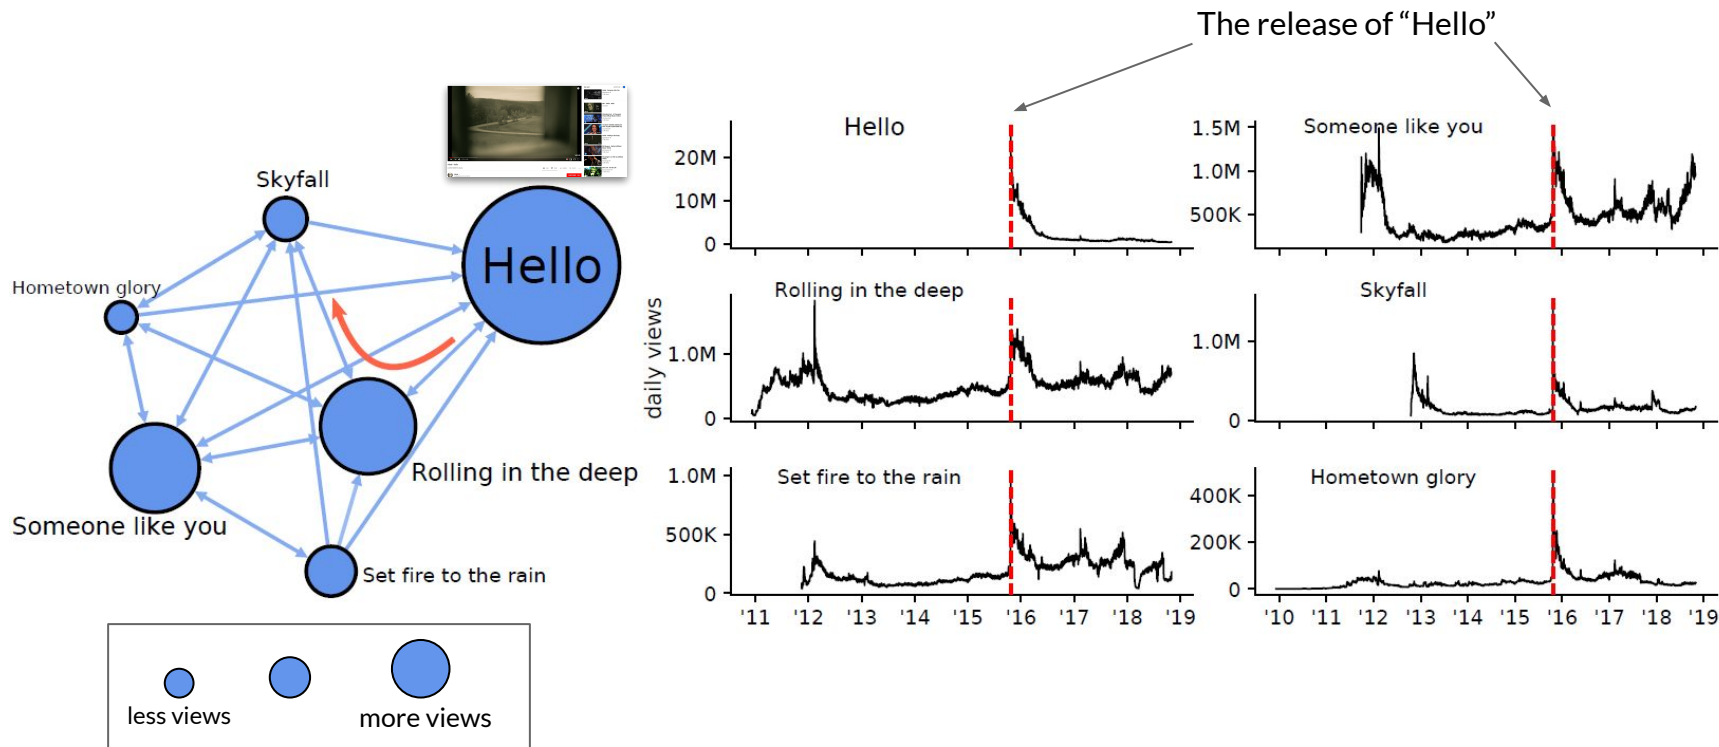 The release of “Hello”
Skyfall
Hello
Hometown glory
Rolling in the deep
Someone like you
Set fire to the rain
less views
more views
daily views
Hello
20M
10M
0
Someone like you
1.5M
1.0M
500K
Rolling in the deep
1.0M
0
Skyfall
1.0M
0
Set fire to the rain
1.0M
500K
0
'11 '12 '13 '14 '15 '16 '17 '18 '19
Hometown glory
400K
200K
0
'10 '11 '12 '13 '14 '15 '16 '17 '18 '19